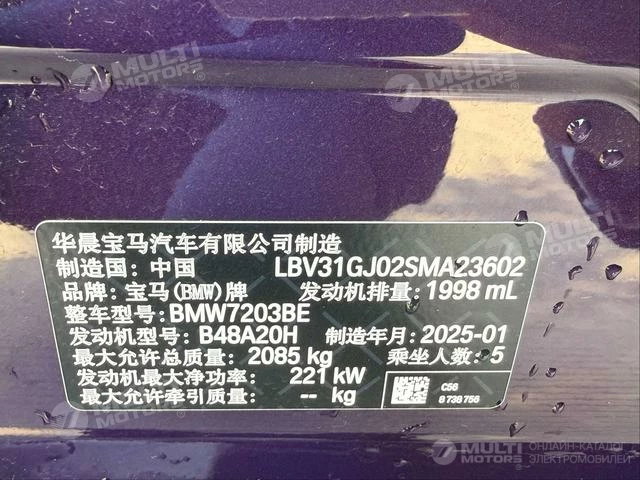 MULTI MOTORS®
MULTI MOTORS®
华晨宝马汽车有限公司制造
制造国: 中国 LBV31GJ02SMA23602
品牌: 宝马(BMW)牌 发动机排量: 1998 mL
整车型号: BMW7203BE
发动机型号: B48A20H 制造年月: 2025-01
最大允许总质量: 2085 kg 乘坐人数: 5
发动机最大净功率: 221 kW
最大允许牵引质量: -- kg
C56
8 738 756
MULTI MOTORS®
ОНЛАЙН-КАТАЛОГ
ЭЛЕКТРОМОБИЛЕЙ